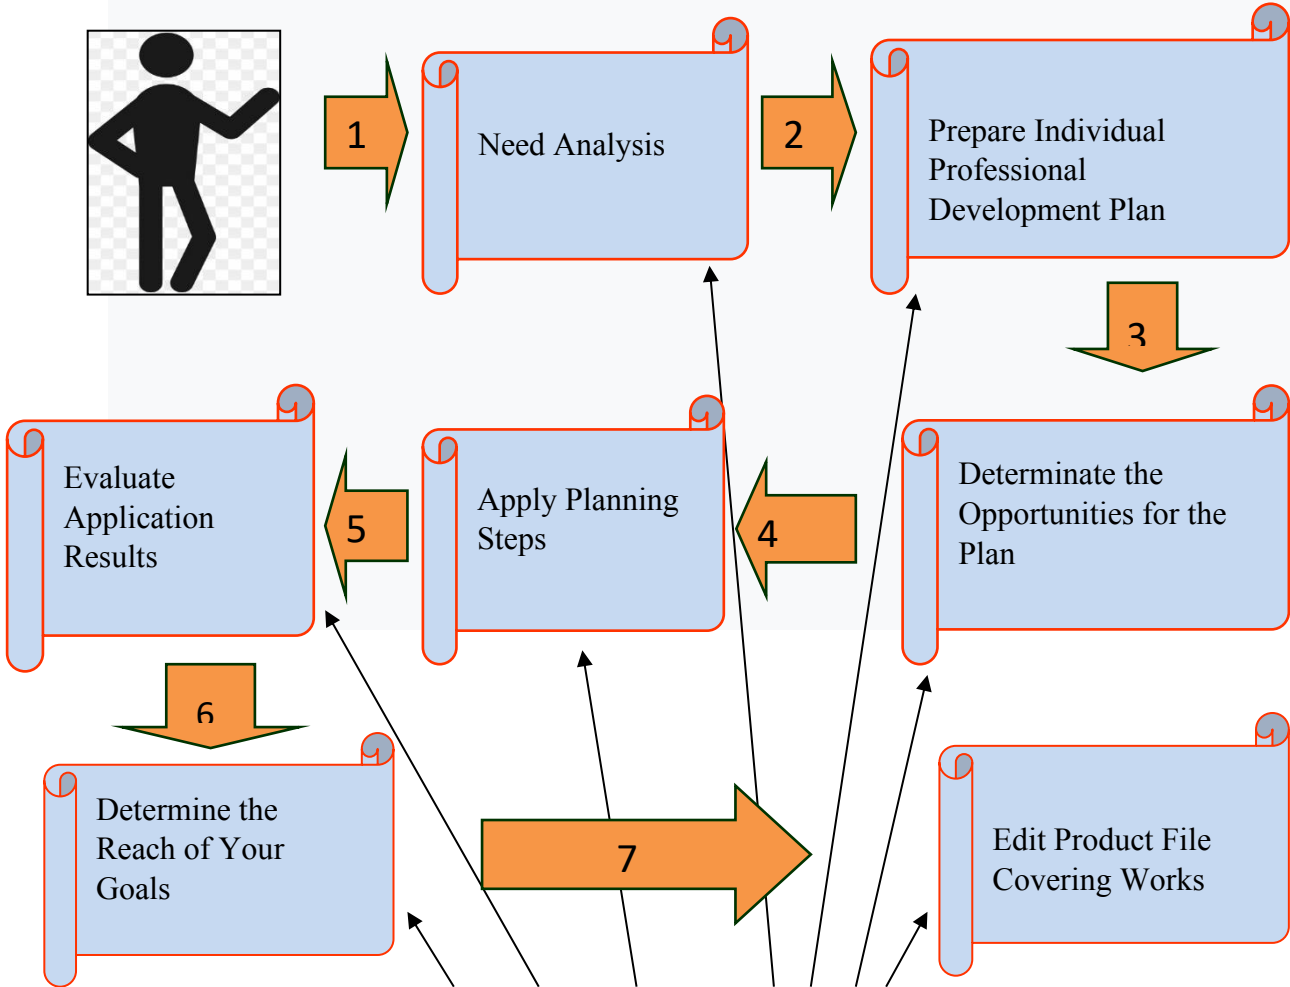 1
Need Analysis
2
Prepare Individual
Professional
Development Plan
3
Determinate the
Opportunities for the
Plan
4
Apply Planning
Steps
5
Evaluate
Application
Results
6
Determine the
Reach of Your
Goals
7
Edit Product File
Covering Works